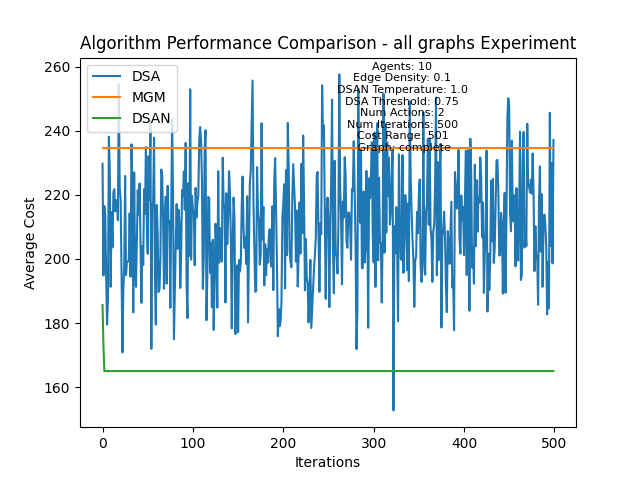 Algorithm Performance Comparison - all graphs Experiment
260
240
220
200
180
160
Average Cost
DSA
MGM
DSAN
Agents: 10
Edge Density: 0.1
DSAN Temperature: 1.0
DSA Threshold: 0.75
Num Actions: 2
Num Iterations: 500
Cost Range: 501
Graph: complete
0
100
200
300
400
500
Iterations